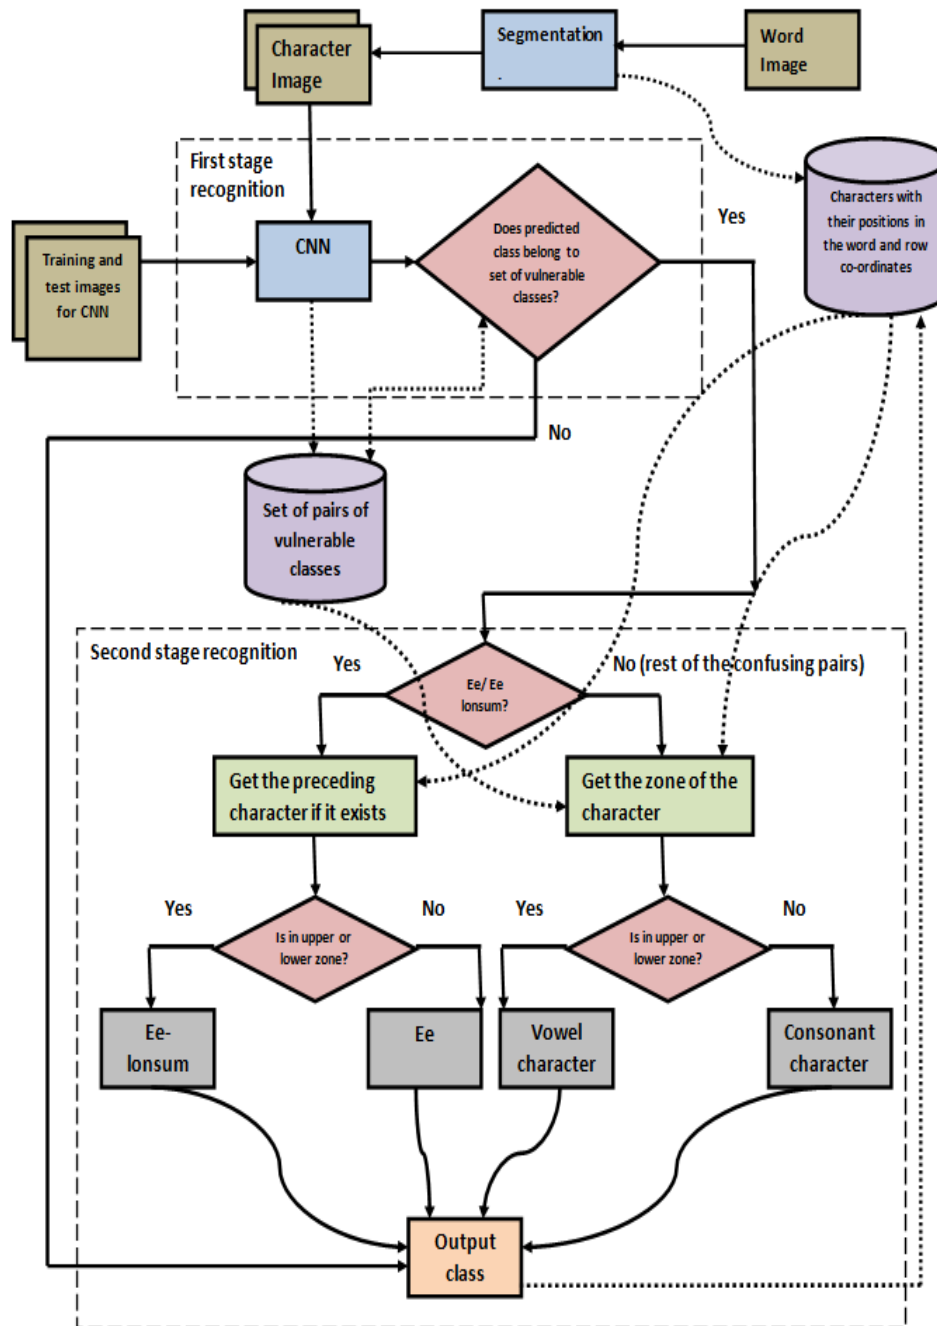 Character
Image
Segmentation
.
Word
Image
First stage
recognition
Characters with
their positions in
the word and row
co-ordinates
Yes
Does predicted
class belong to
set of vulnerable
classes?
CNN
Training and
test images
for CNN
No
Set of pairs of
vulnerable
classes
Second stage recognition
Yes
No (rest of the confusing pairs)
Ee/ Ee
lonsum?
Get the preceding
character if it exists
Get the zone of the
character
Yes
No
Yes
No
Is in upper or
lower zone?
Is in upper or
lower zone?
Ee-
lonsum
Ee
Vowel
character
Consonant
character
Output
class